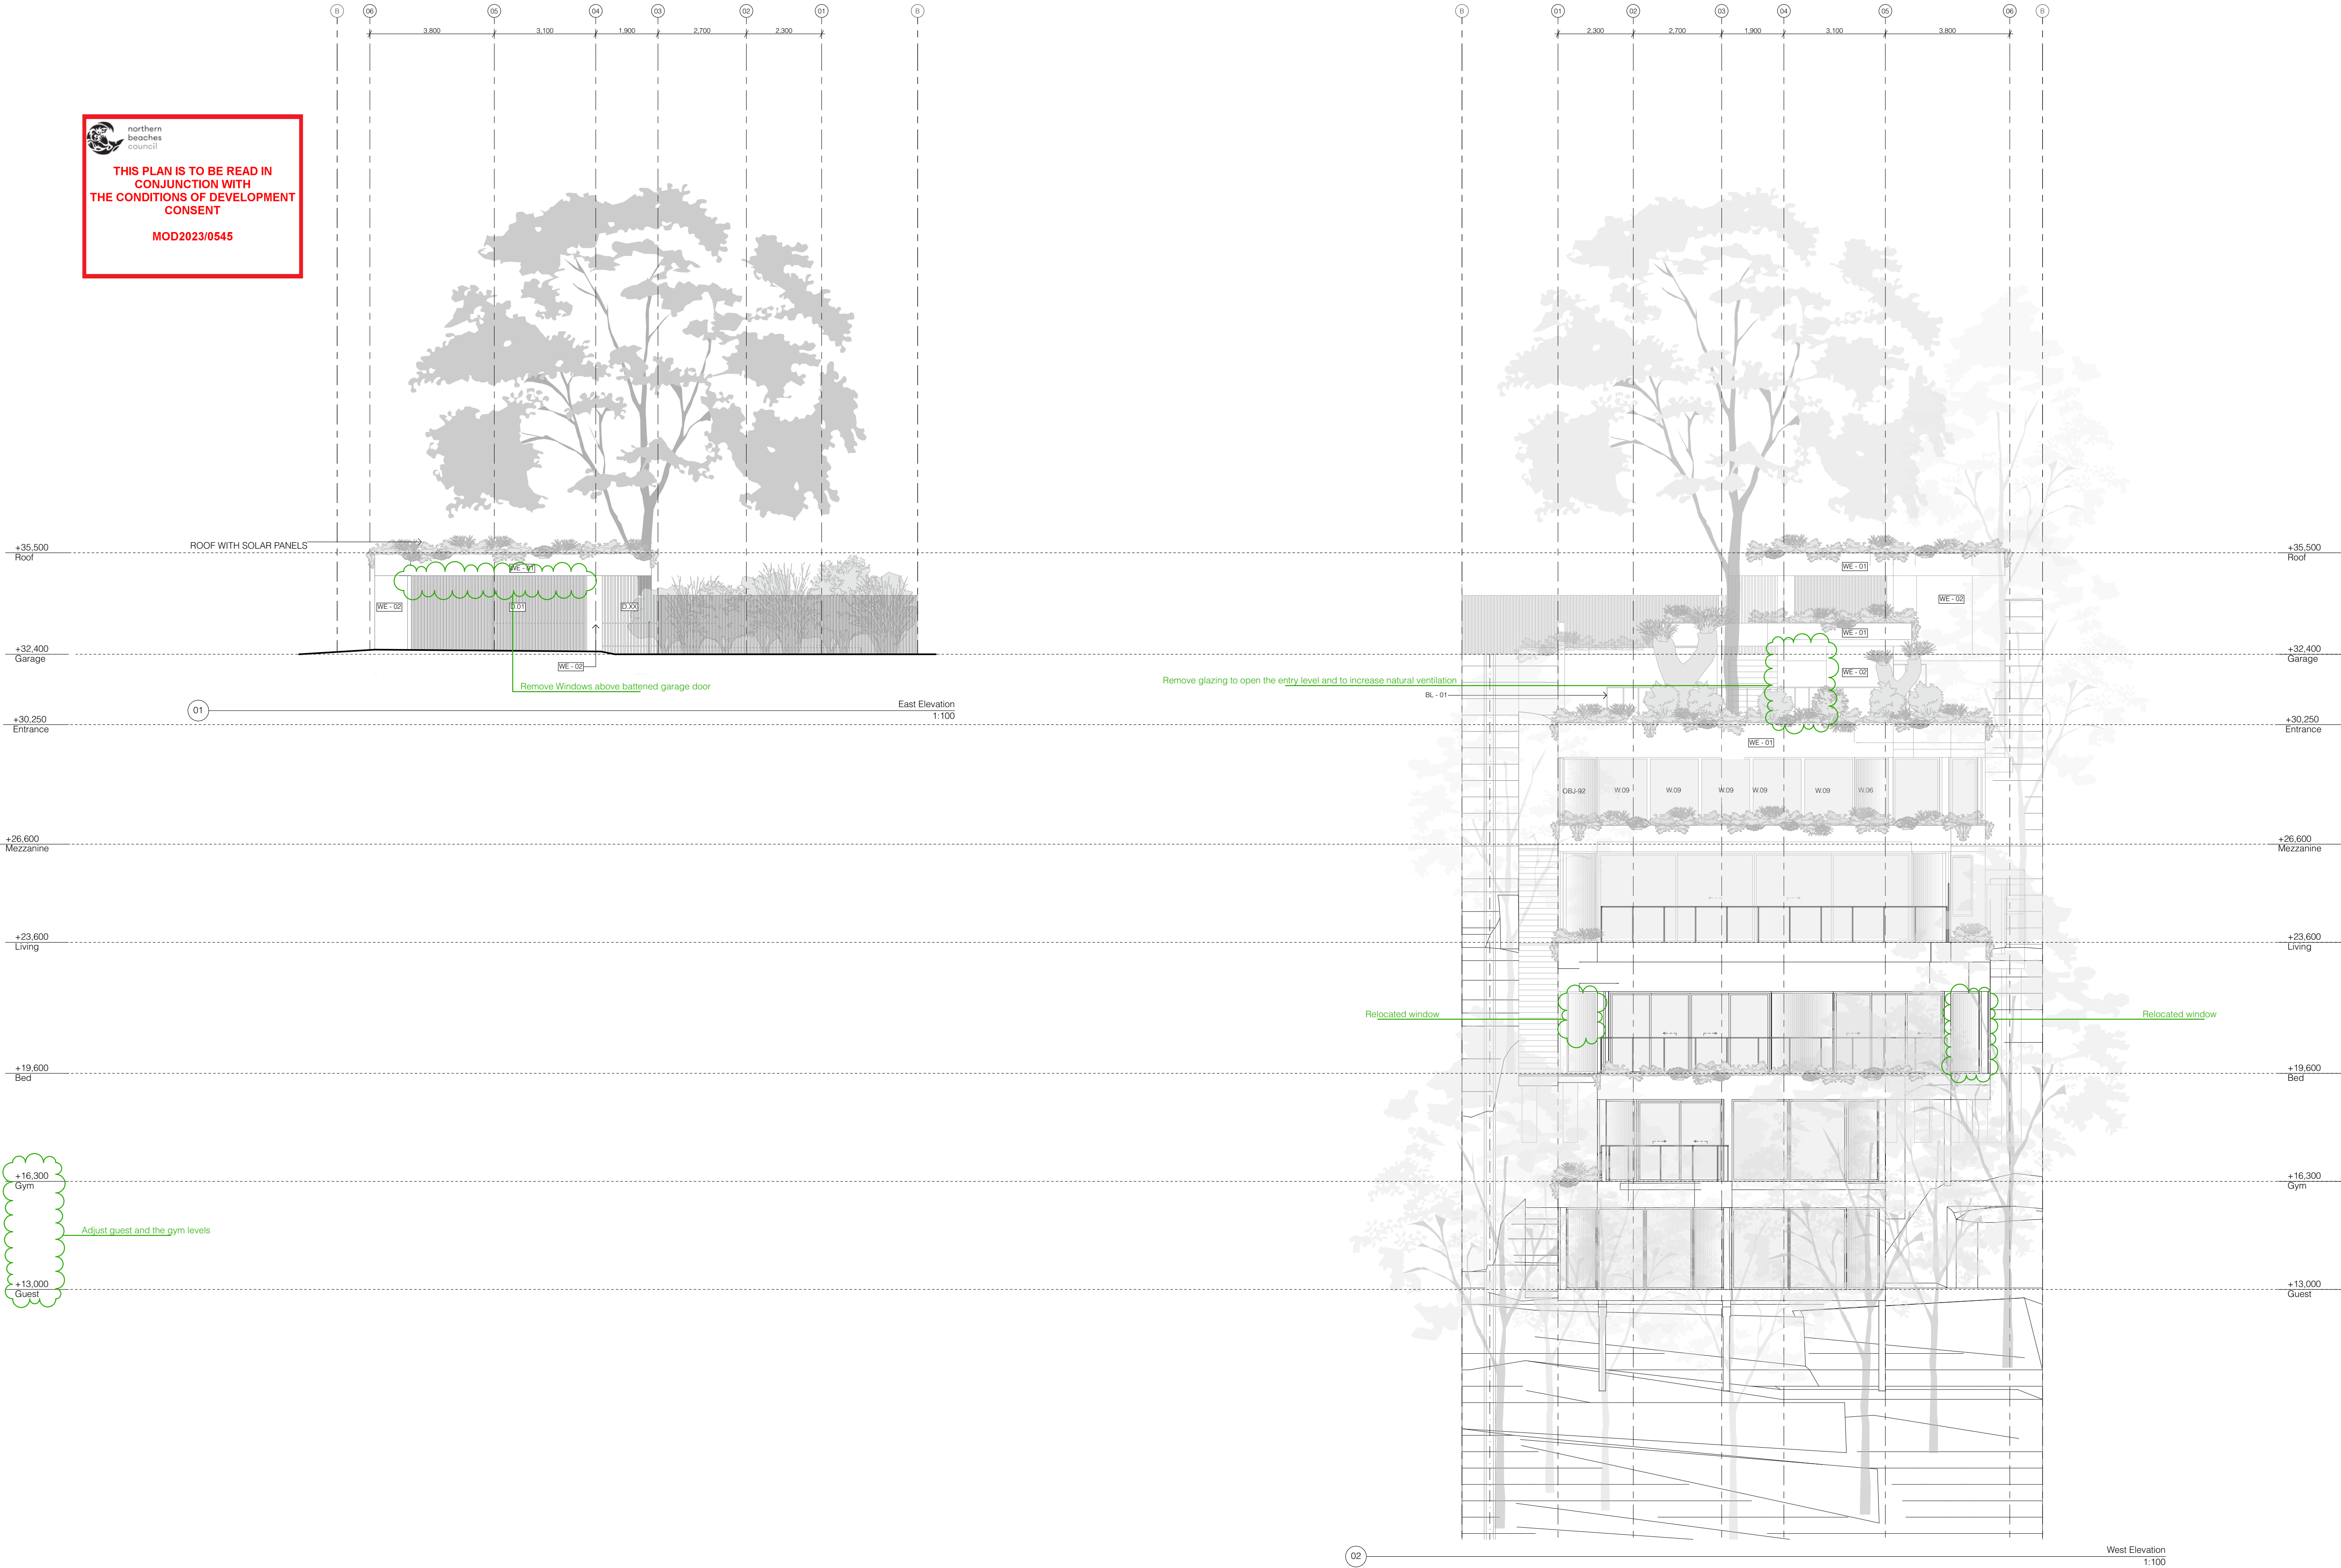 B 06 05 04 03 02 01 B
3,800 3,100 1,900 2,700 2,300
B 01 02 03 04 05 06 B
2,300 2,700 1,900 3,100 3,800
northern
beaches
council
THIS PLAN IS TO BE READ IN
CONJUNCTION WITH
THE CONDITIONS OF DEVELOPMENT
CONSENT
MOD2023/0545
ROOF WITH SOLAR PANELS
+35,500
Roof
WE - 01
WE - 02
D.01
D.XX
+32,400
Garage
WE - 02
Remove Windows above battened garage door
01
East Elevation
1:100
+30,250
Entrance
+26,600
Mezzanine
+23,600
Living
+19,600
Bed
+16,300
Gym
Adjust guest and the gym levels
+13,000
Guest
+35,500
Roof
WE - 01
WE - 02
WE - 01
+32,400
Garage
WE - 02
Remove glazing to open the entry level and to increase natural ventilation
BL - 01
+30,250
Entrance
WE - 01
OBJ-92 W.09 W.09 W.09 W.09 W.09 W.06
+26,600
Mezzanine
+23,600
Living
Relocated window
Relocated window
+19,600
Bed
+16,300
Gym
+13,000
Guest
02
West Elevation
1:100